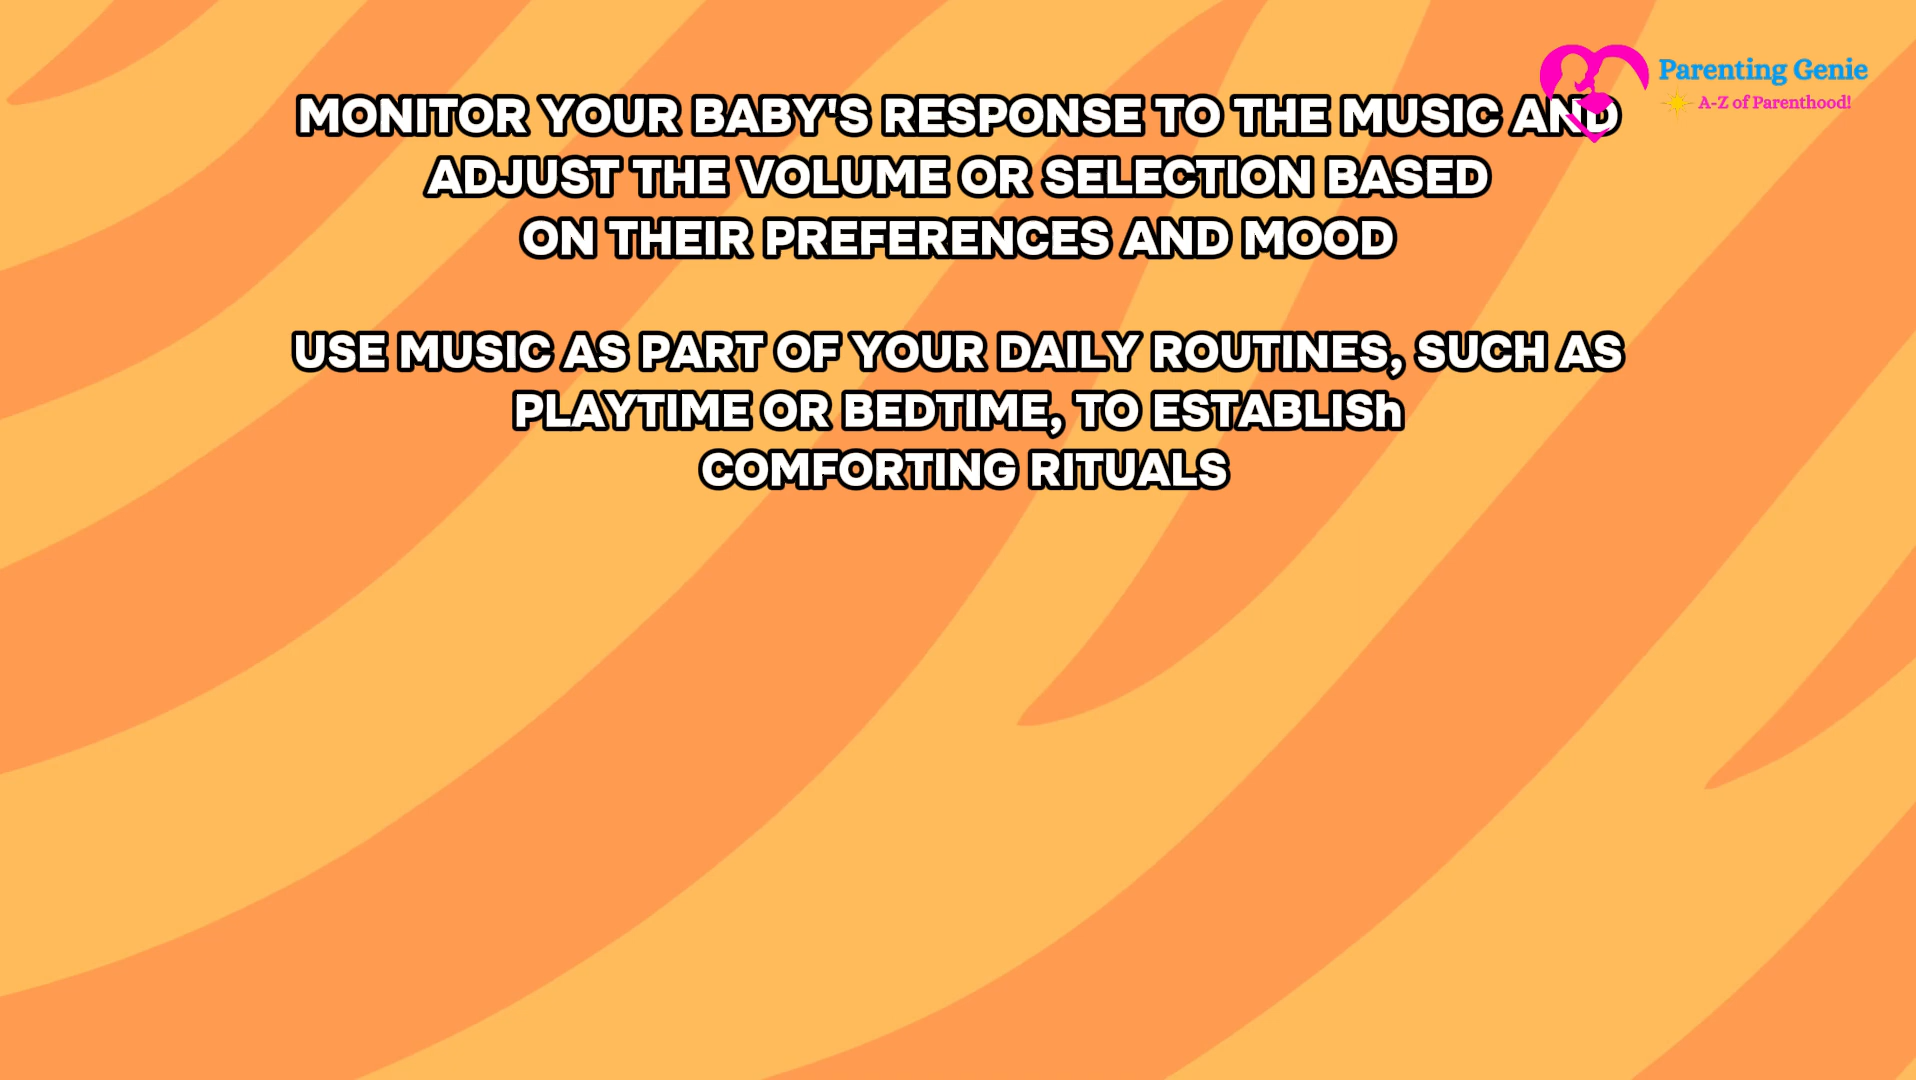 Parenting Genie
A-Z of Parenthood!
MONITOR YOUR BABY'S RESPONSE TO THE MUSIC AND
ADJUST THE VOLUME OR SELECTION BASED
ON THEIR PREFERENCES AND MOOD
USE MUSIC AS PART OF YOUR DAILY ROUTINES, SUCH AS
PLAYTIME OR BEDTIME, TO ESTABLISh
COMFORTING RITUALS